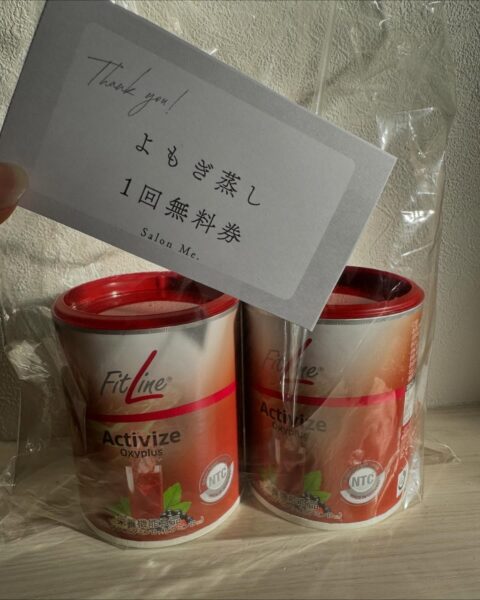 Thank you!
よもぎ蒸し
1回無料券
Salon Me.
FitLine
Activize
Oxyplus
NTC
FitLine
Activize
Oxyplus
NTC